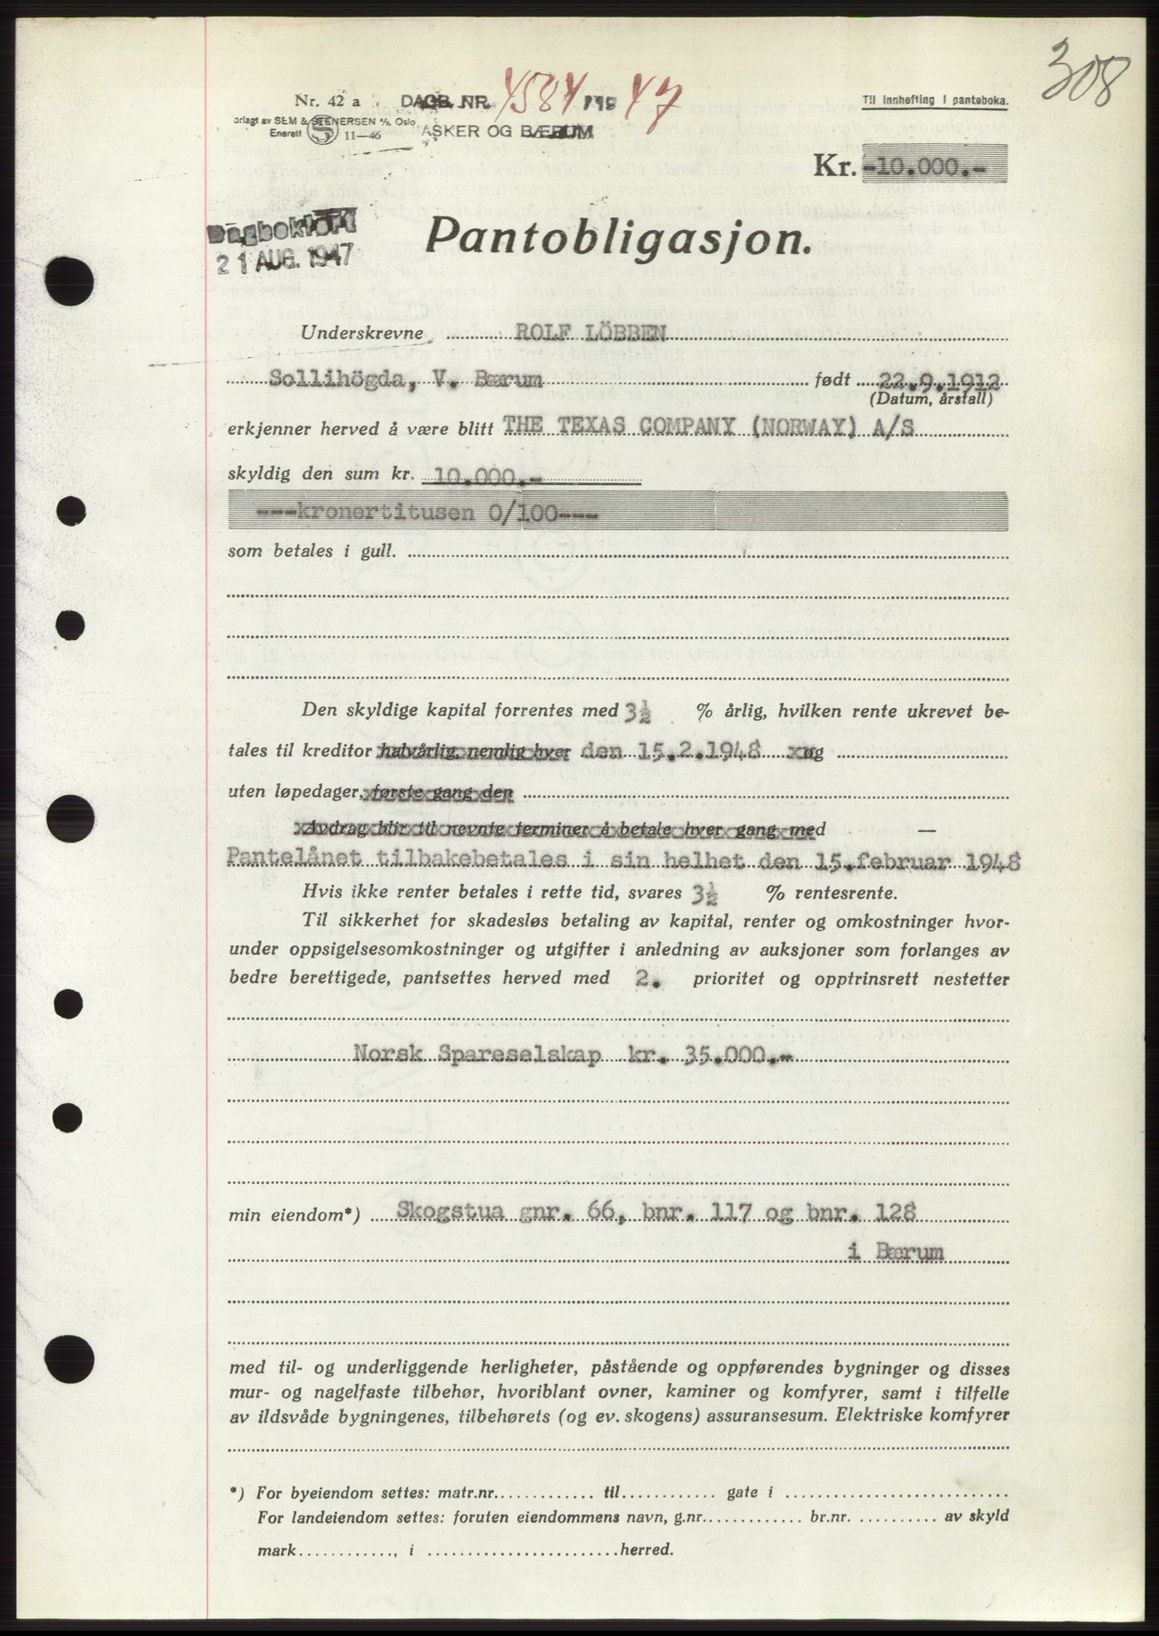 308
Nr. 42 a DAGB. NR. 4584 /19 47 Til innhefting i panteboka.
orlagt av SEM & STENERSEN A/S, Oslo
Enerett S 11—46 ASKER OG BÆRUM
Kr. -10.000.-
Dagbokført
21 AUG. 1947
Pantobligasjon.
Underskrevne ROLF LÖBBEN
Sollihögda, V. Bærum født 22.9.1912
(Datum, årstall)
erkjenner herved å være blitt THE TEXAS COMPANY (NORWAY) A/S
skyldig den sum kr. 10.000.-
---kronertitusen 0/100---
som betales i gull.
Den skyldige kapital forrentes med 3½ % årlig, hvilken rente ukrevet be-
tales til kreditor halvårlig, nemlig hver den 15.2.1948 og
uten løpedager, første gang den
Avdrag blir til nevnte terminer å betale hver gang med —
Pantelånet tilbakebetales i sin helhet den 15.februar 1948
Hvis ikke renter betales i rette tid, svares 3½ % rentesrente.
Til sikkerhet for skadesløs betaling av kapital, renter og omkostninger hvor-
under oppsigelsesomkostninger og utgifter i anledning av auksjoner som forlanges av
bedre berettigede, pantsettes herved med 2. prioritet og opptrinsrett nestetter
Norsk Spareselskap kr. 35.000.-
min eiendom*) Skogstua gnr. 66, bnr. 117 og bnr. 128
i Bærum
med til- og underliggende herligheter, påstående og oppførendes bygninger og disses
mur- og nagelfaste tilbehør, hvoriblant ovner, kaminer og komfyrer, samt i tilfelle
av ildsvåde bygningenes, tilbehørets (og ev. skogens) assuransesum. Elektriske komfyrer
*) For byeiendom settes: matr.nr. til gate i
For landeiendom settes: foruten eiendommens navn, g.nr. br.nr. av skyld
mark, i herred.